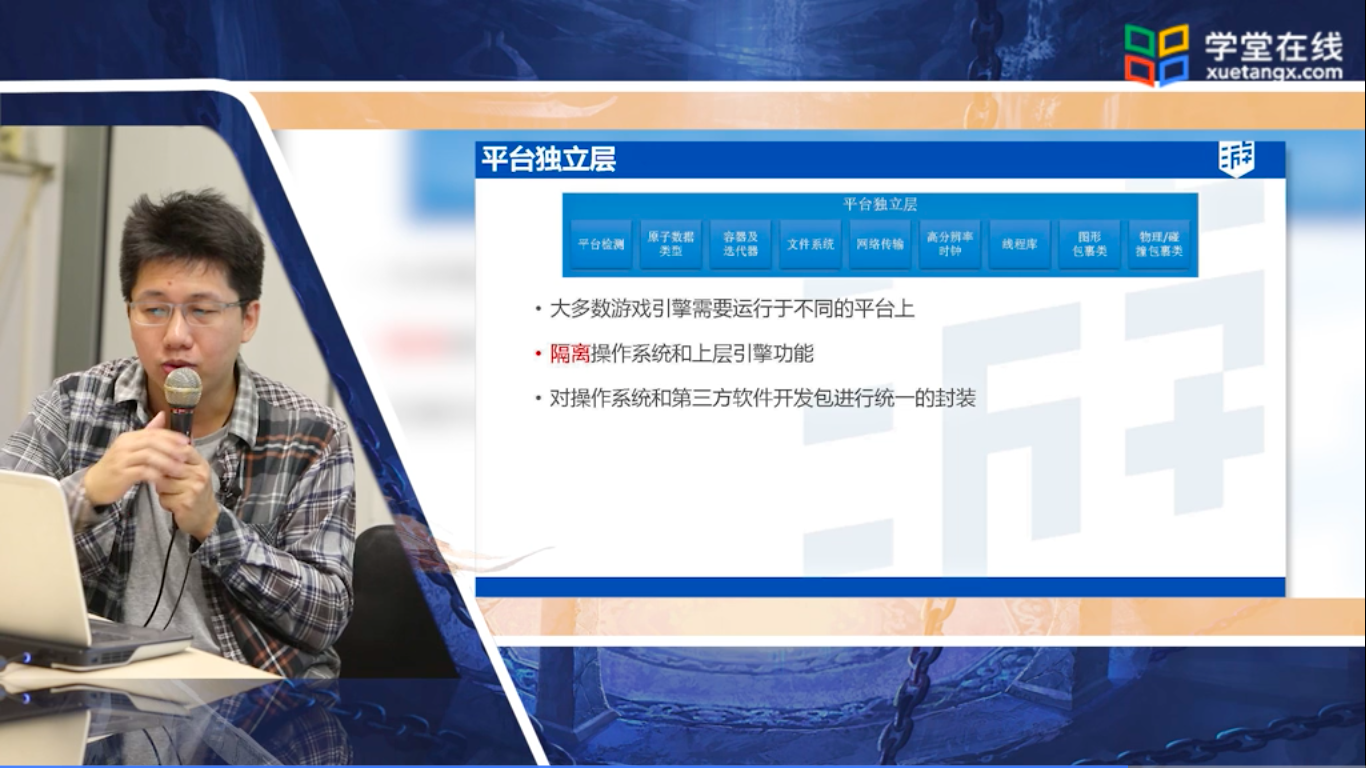 学堂在线
xuetangx.com
平台独立层
平台独立层
平台检测
原子数据
类型
容器及
迭代器
文件系统
网络传输
高分辨率
时钟
线程库
图形
包裹类
物理/碰
撞包裹类
• 大多数游戏引擎需要运行于不同的平台上
• 隔离操作系统和上层引擎功能
• 对操作系统和第三方软件开发包进行统一的封装